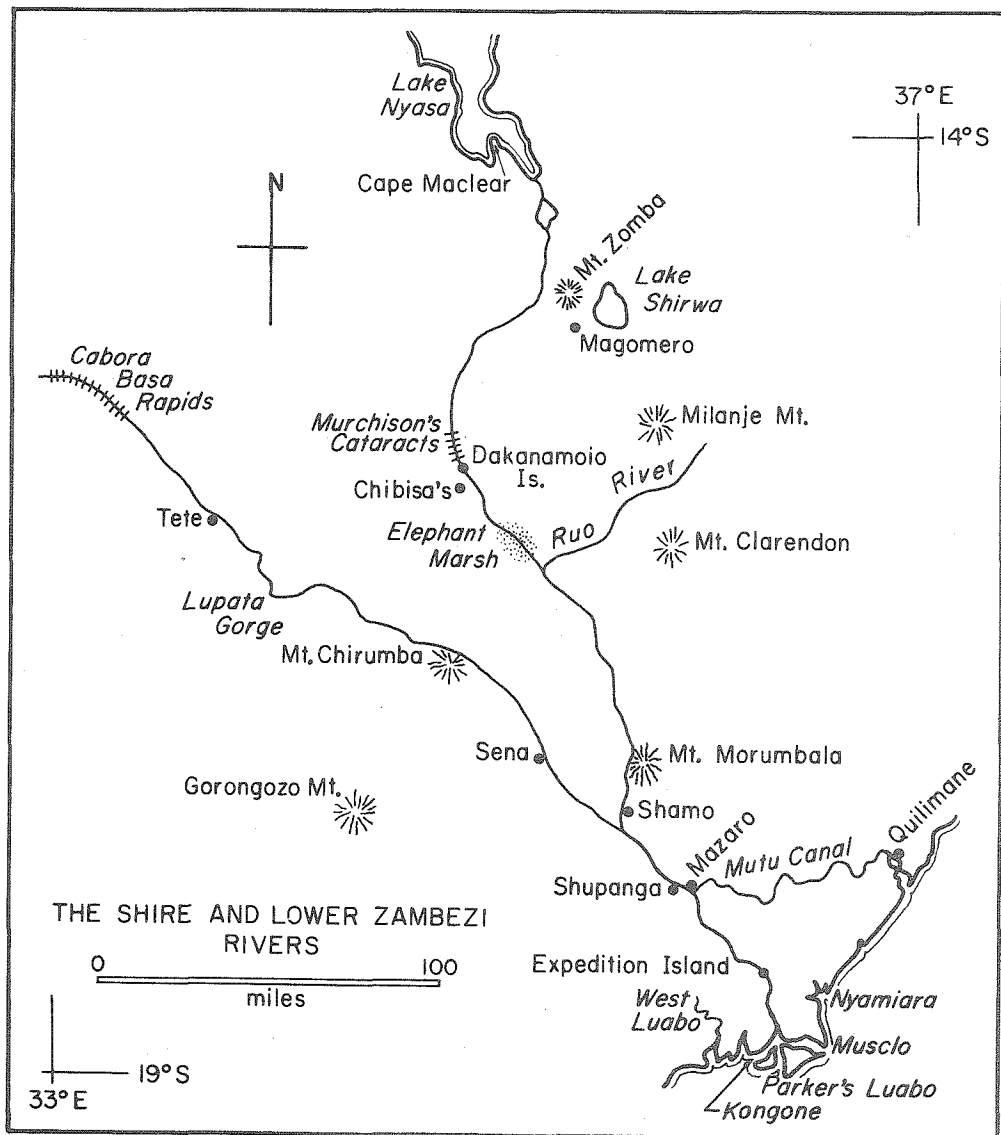 Lake
Nyasa
37°E
14°S
Cape Maclear
N
Mt. Zomba
Lake
Shirwa
Magomero
Cabora
Basa
Rapids
Murchison's
Cataracts
Milanje Mt.
Dakanamoio
Is.
River
Chibisa's
Tete
Elephant
Marsh
Ruo
Mt. Clarendon
Lupata
Gorge
Mt. Chirumba
Sena
Mt. Morumbala
Gorongozo Mt.
Shamo
Mazaro
Quilimane
Mutu Canal
Shupanga
THE SHIRE AND LOWER ZAMBEZI
RIVERS
0 100
miles
Expedition Island
West
Luabo
Nyamiara
Musclo
19°S
33°E
Parker's Luabo
Kongone